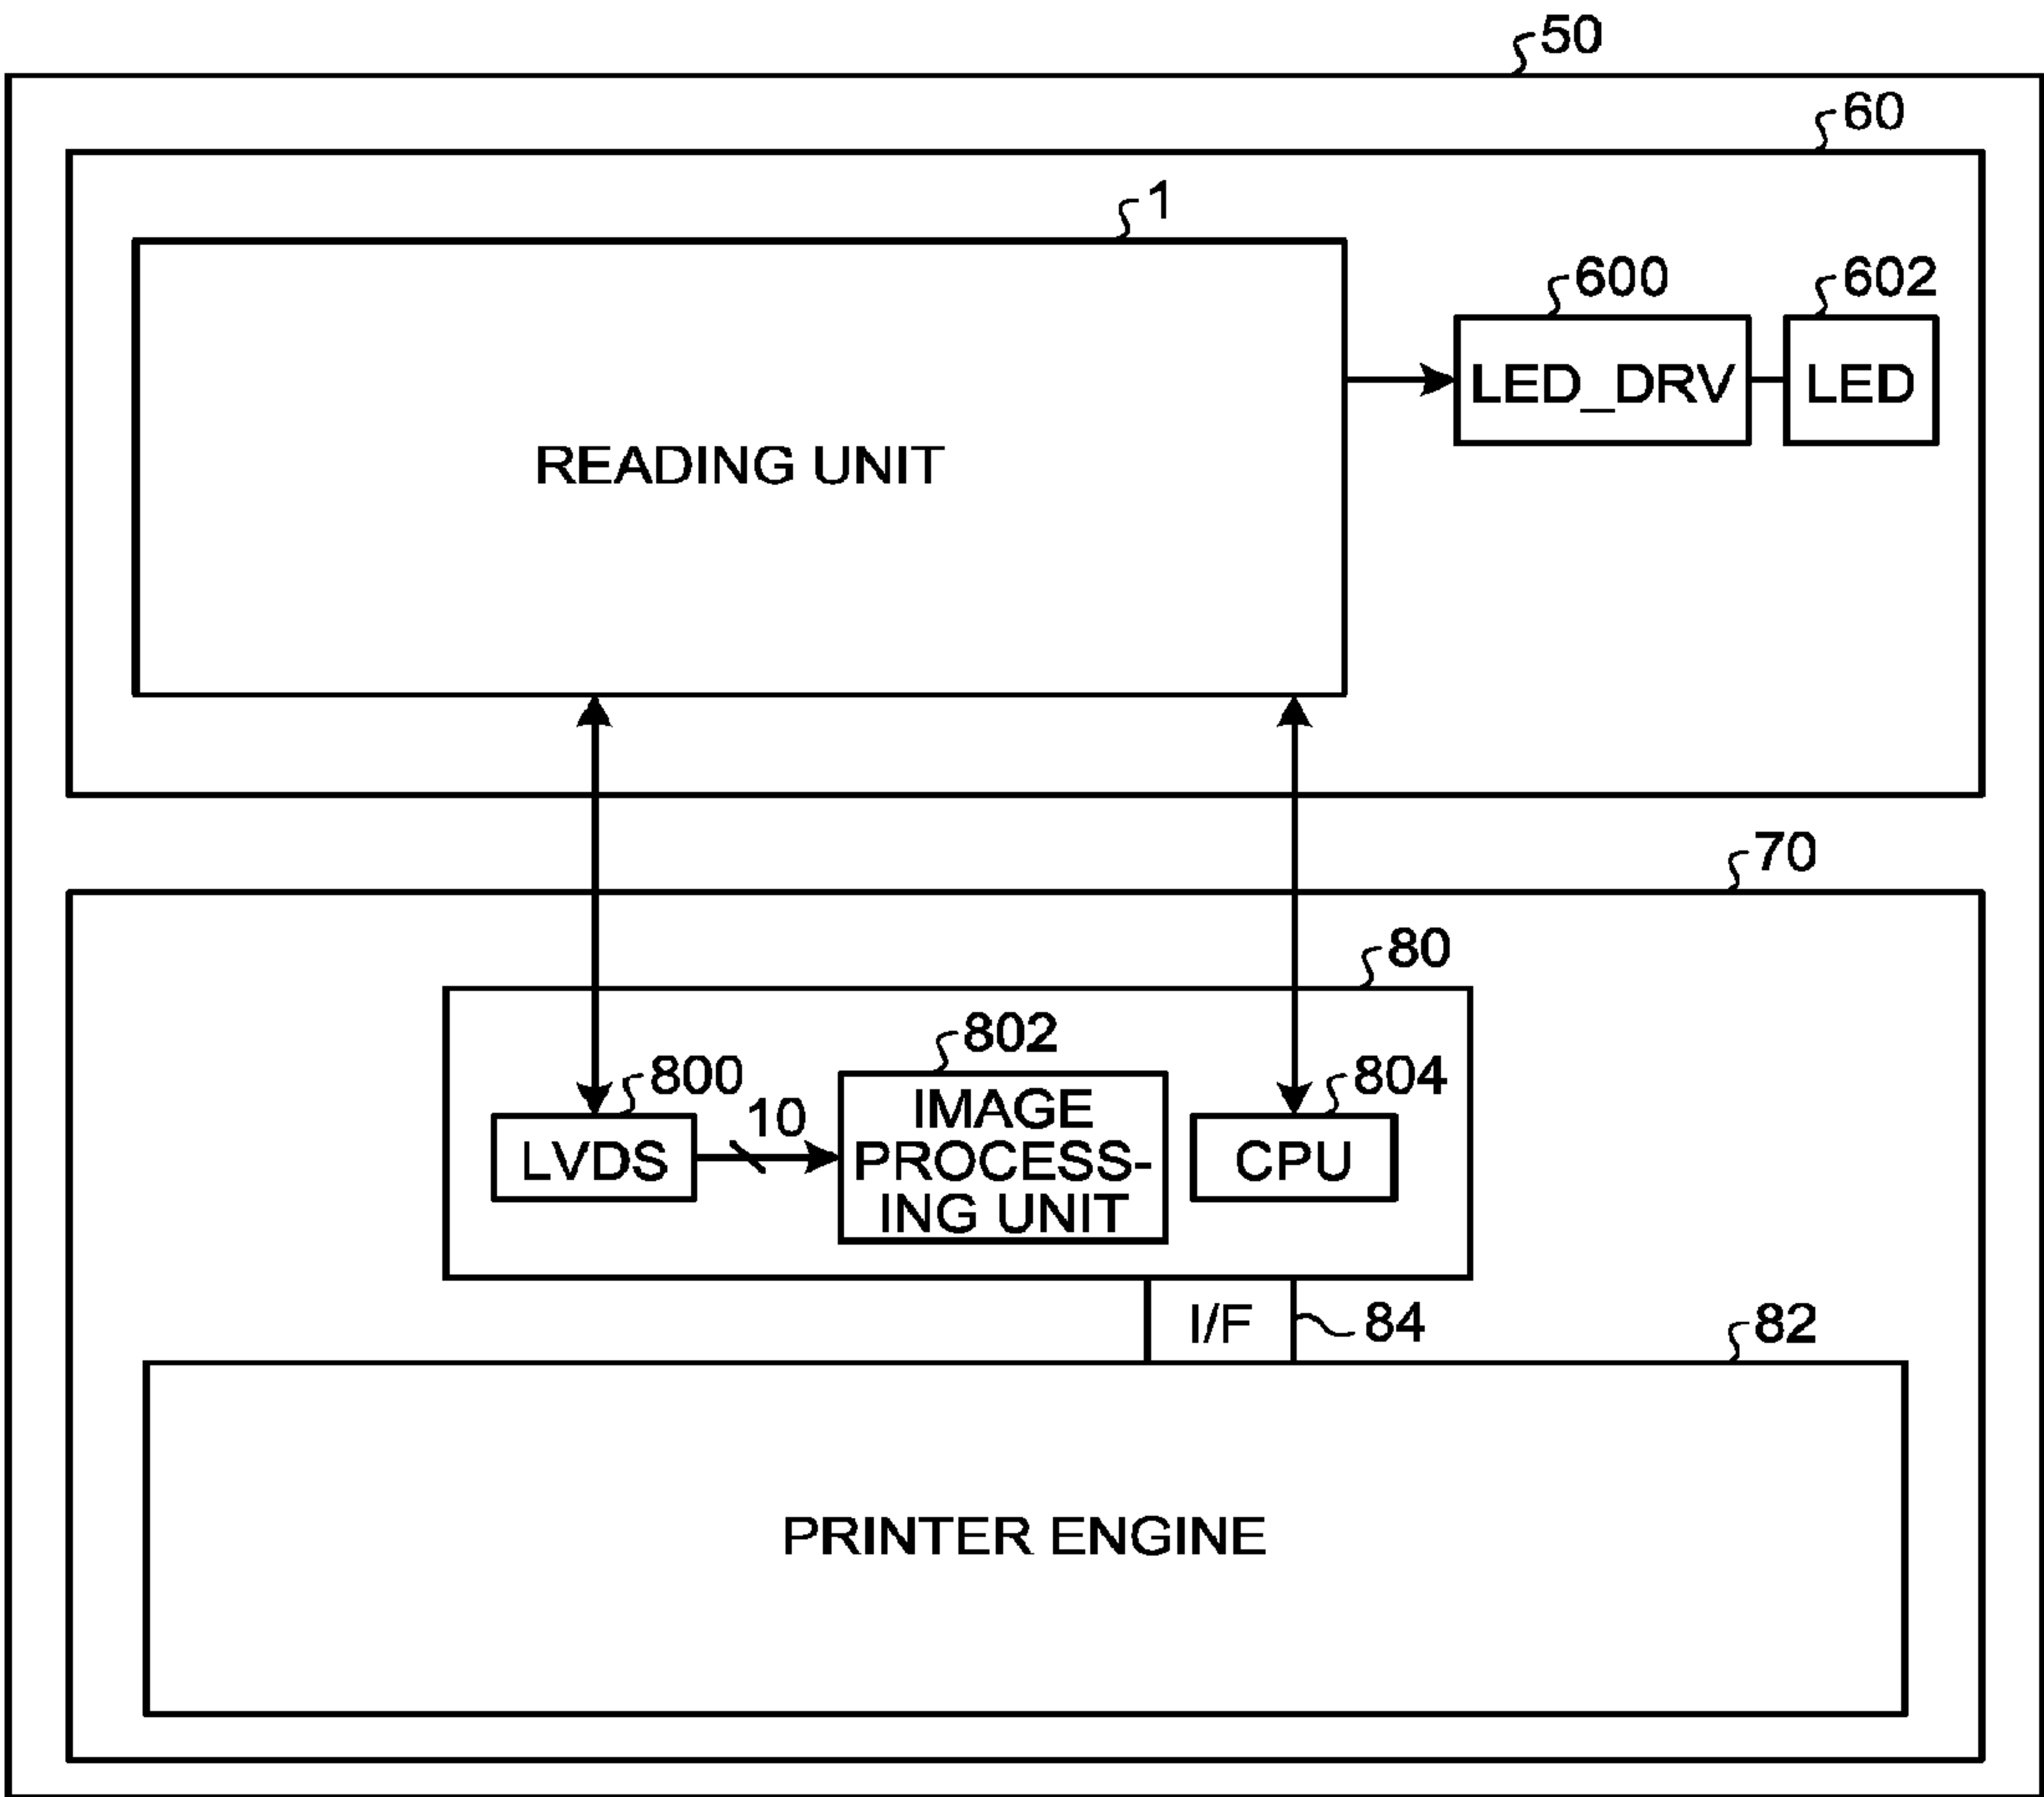 50
60
1
600
602
LED_DRV
LED
READING UNIT
70
80
802
800
804
10
IMAGE
PROCESS-
ING UNIT
LVDS
CPU
I/F
84
82
PRINTER ENGINE